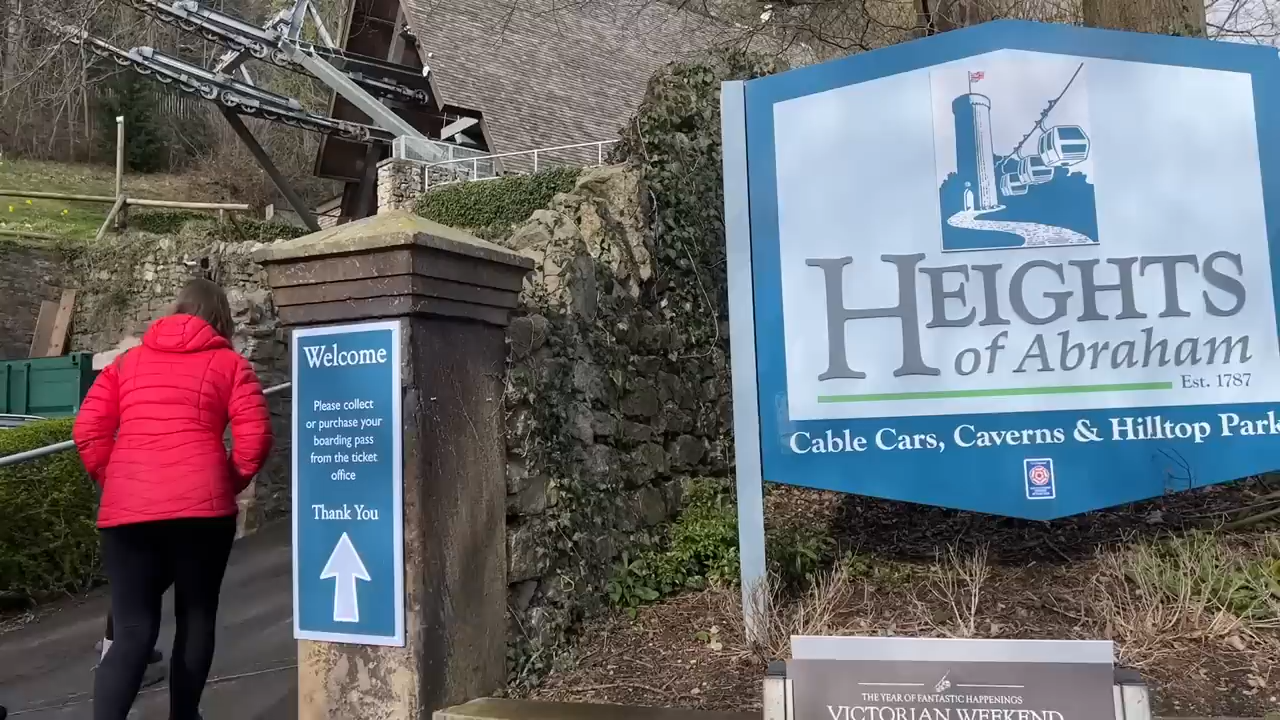 Welcome
Please collect
or purchase your
boarding pass
from the ticket
office
Thank You
HEIGHTS
of Abraham
Est. 1787
Cable Cars, Caverns & Hilltop Park
THE YEAR OF FANTASTIC HAPPENINGS
VICTORIAN WEEKEND